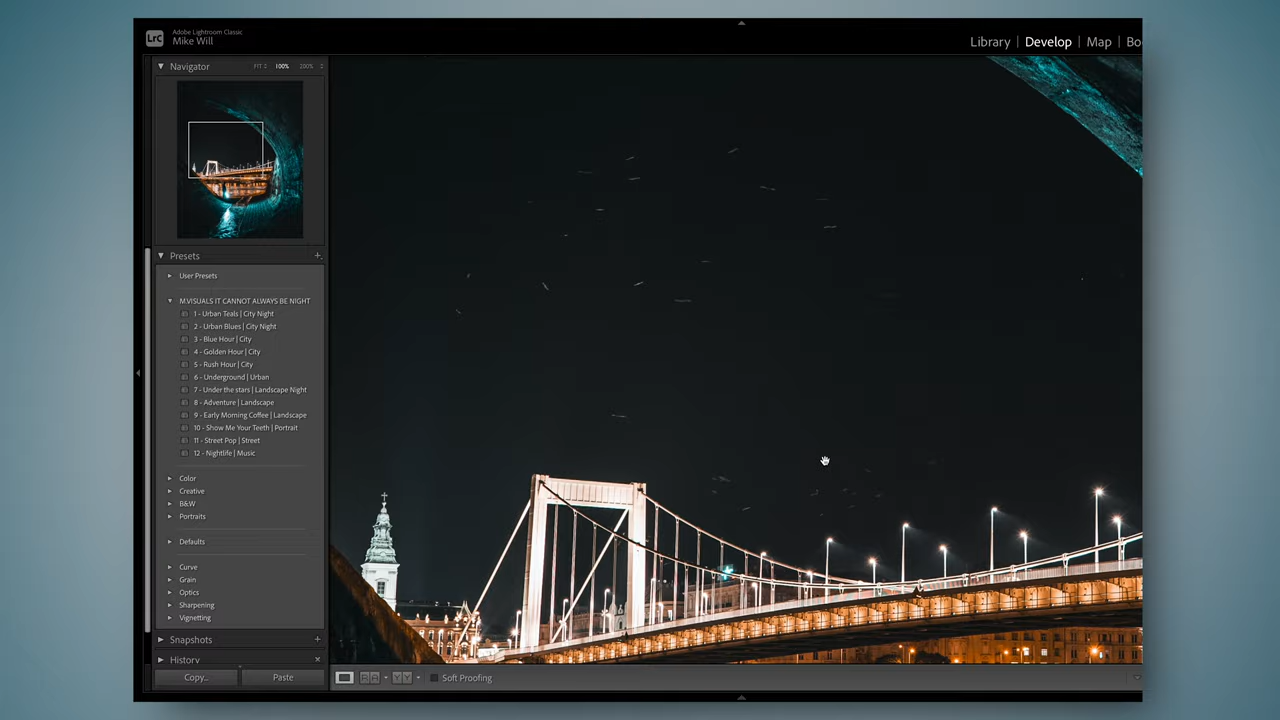 LrC
Adobe Lightroom Classic
Mike Will
Library | Develop | Map | Bo
Navigator
FIT
100%
200%
Presets
User Presets
M.VISUALS IT CANNOT ALWAYS BE NIGHT
1 - Urban Teals | City Night
2 - Urban Blues | City Night
3 - Blue Hour | City
4 - Golden Hour | City
5 - Rush Hour | City
6 - Underground | Urban
7 - Under the stars | Landscape Night
8 - Adventure | Landscape
9 - Early Morning Coffee | Landscape
10 - Show Me Your Teeth | Portrait
11 - Street Pop | Street
12 - Nightlife | Music
Color
Creative
B&W
Portraits
Defaults
Curve
Grain
Optics
Sharpening
Vignetting
Snapshots
History
Copy...
Paste
R A
Y Y
Soft Proofing